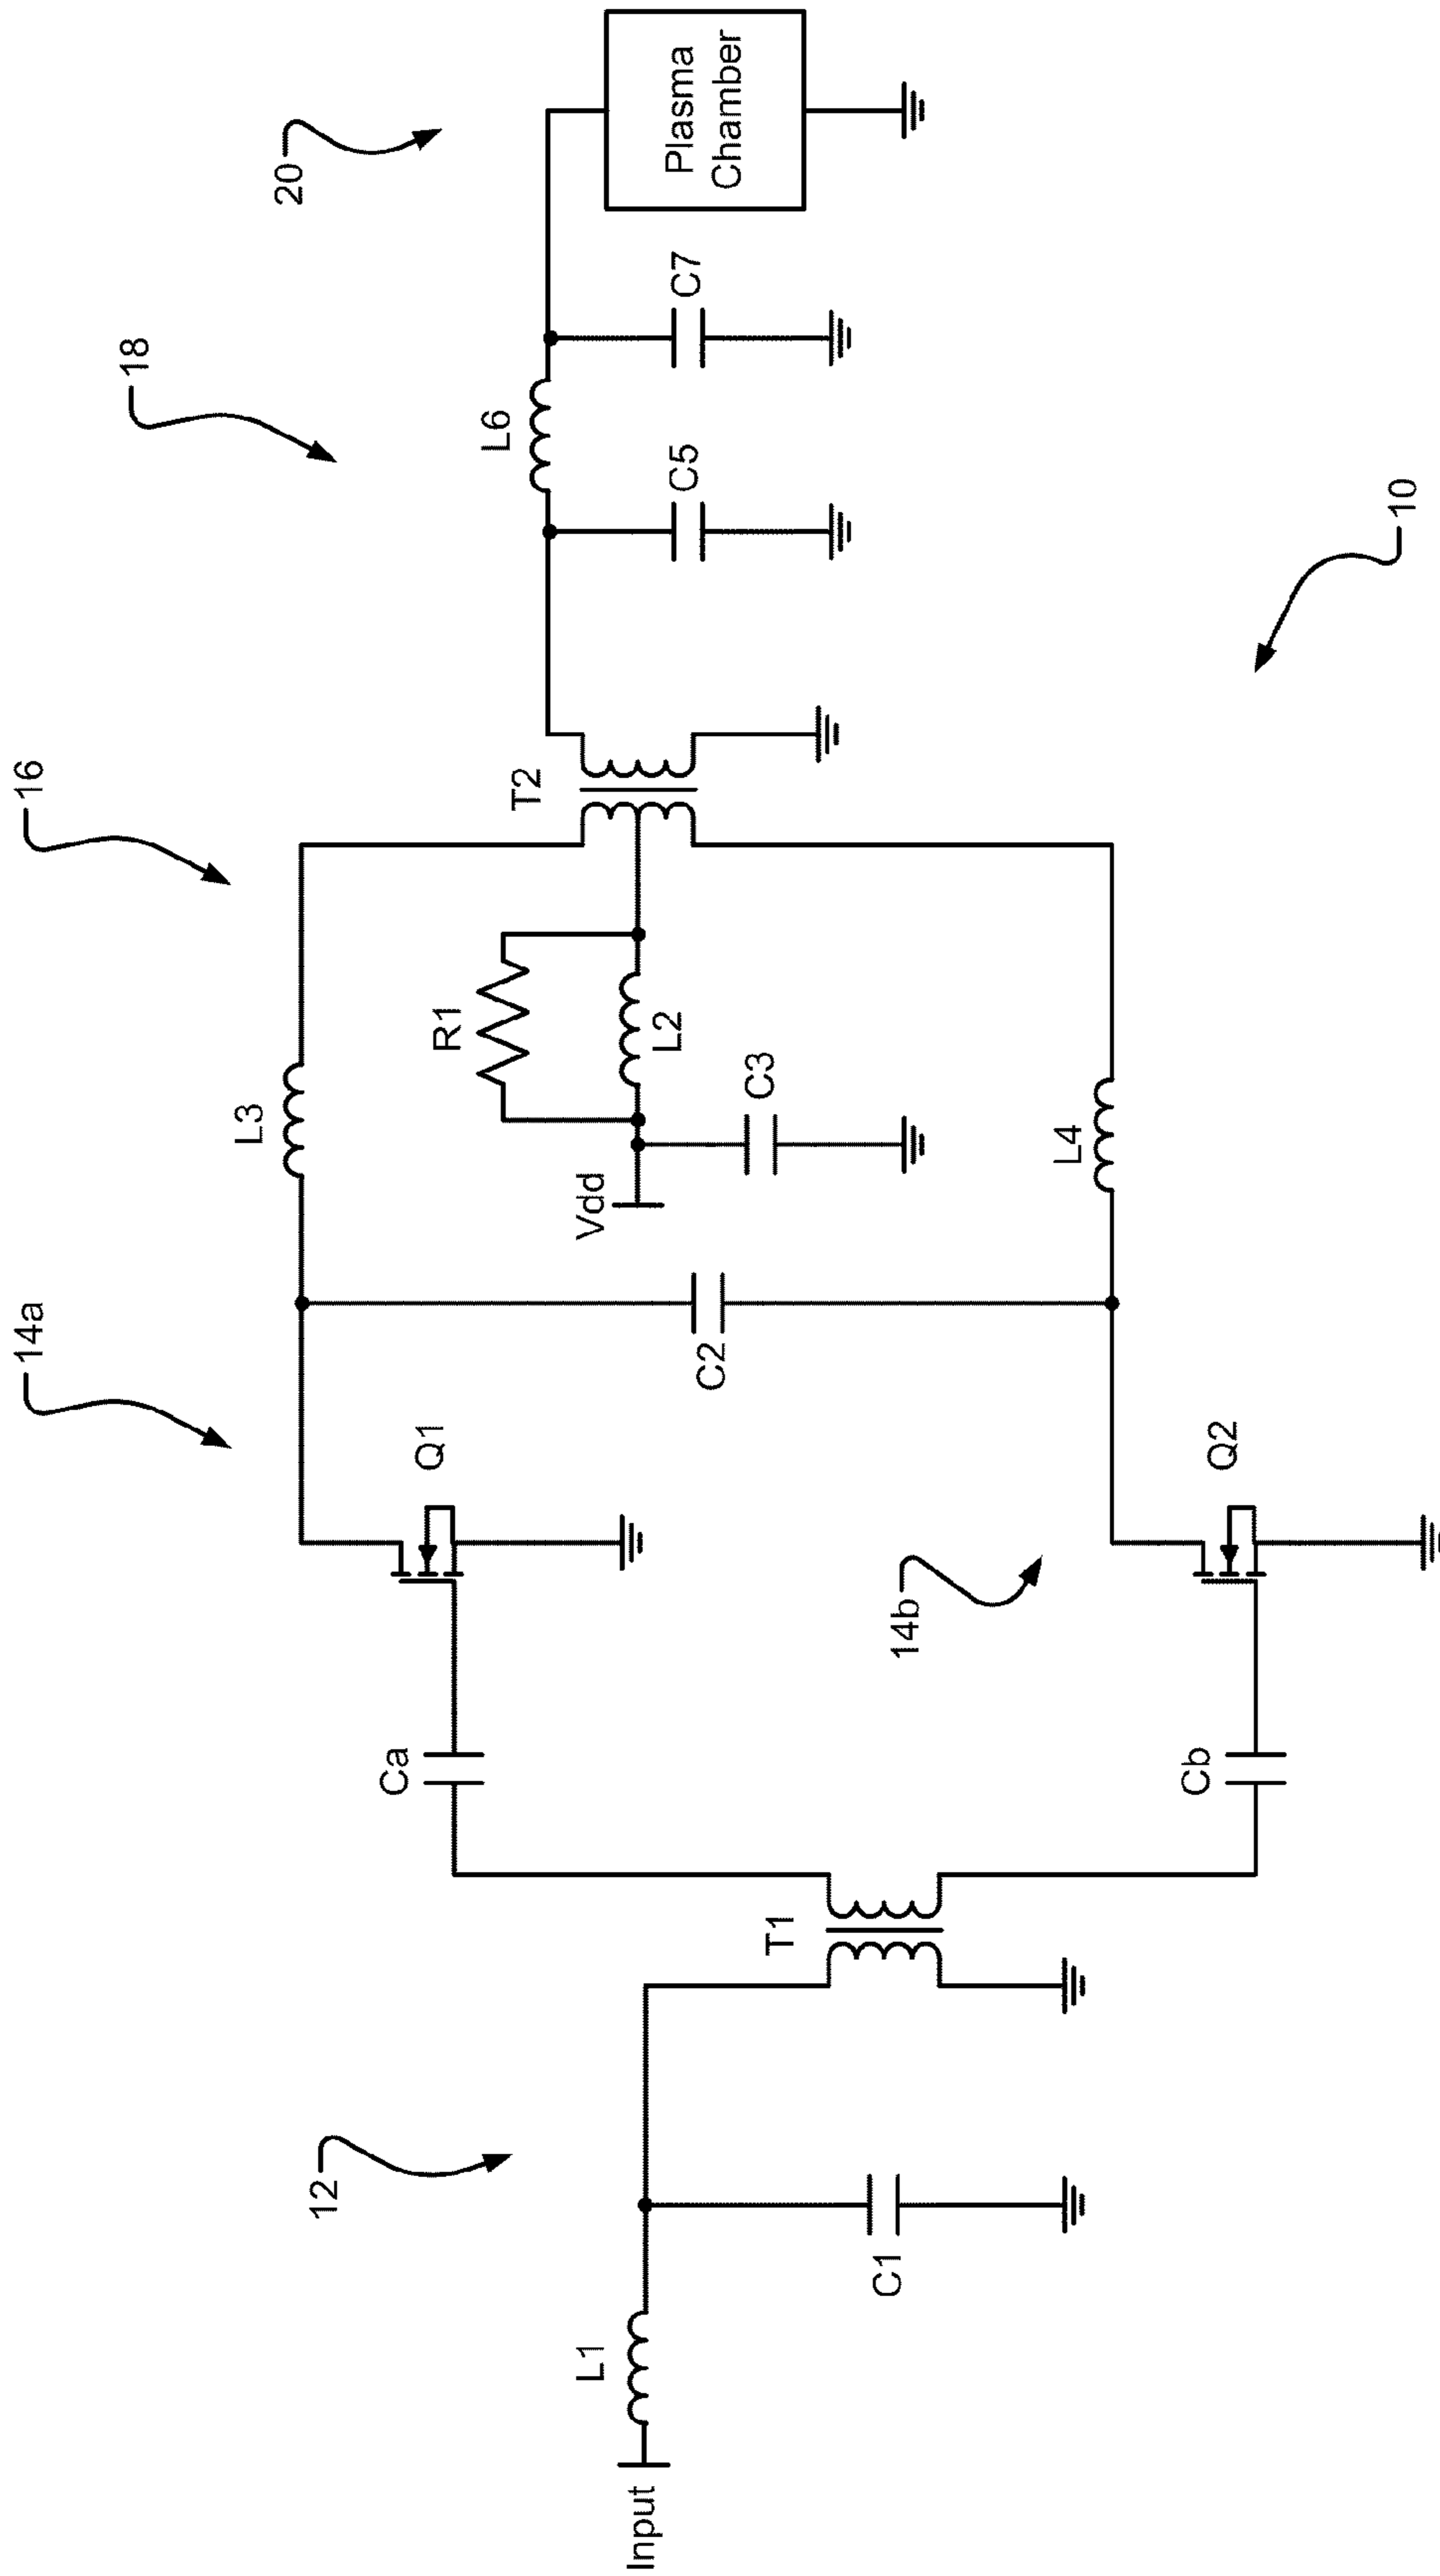 Input
L1
C1
12
T1
Ca
Cb
Q1
14a
Q2
14b
C2
L3
L4
Vdd
C3
L2
R1
16
T2
10
18
C5
L6
C7
20
Plasma
Chamber